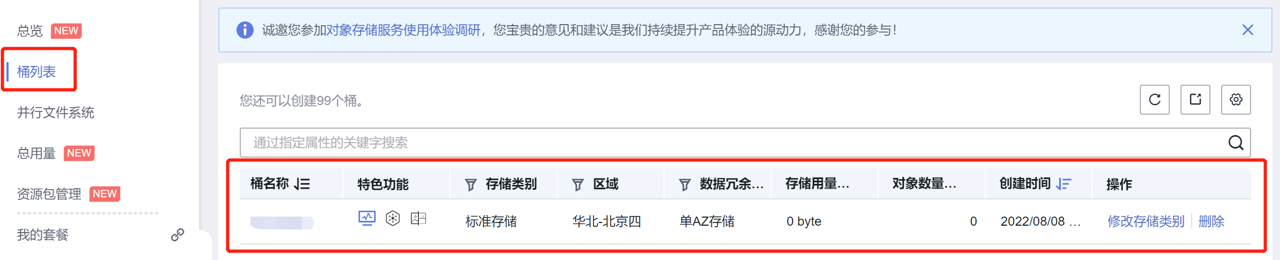 总览 NEW
桶列表
并行文件系统
总用量 NEW
资源包管理 NEW
我的套餐
诚邀您参加对象存储服务使用体验调研，您宝贵的意见和建议是我们持续提升产品体验的源动力，感谢您的参与！
您还可以创建99个桶。
通过指定属性的关键字搜索
桶名称 特色功能 存储类别 区域 数据冗余... 存储用量... 对象数量... 创建时间 操作
标准存储 华北-北京四 单AZ存储 0 byte 0 2022/08/08 ... 修改存储类别 删除